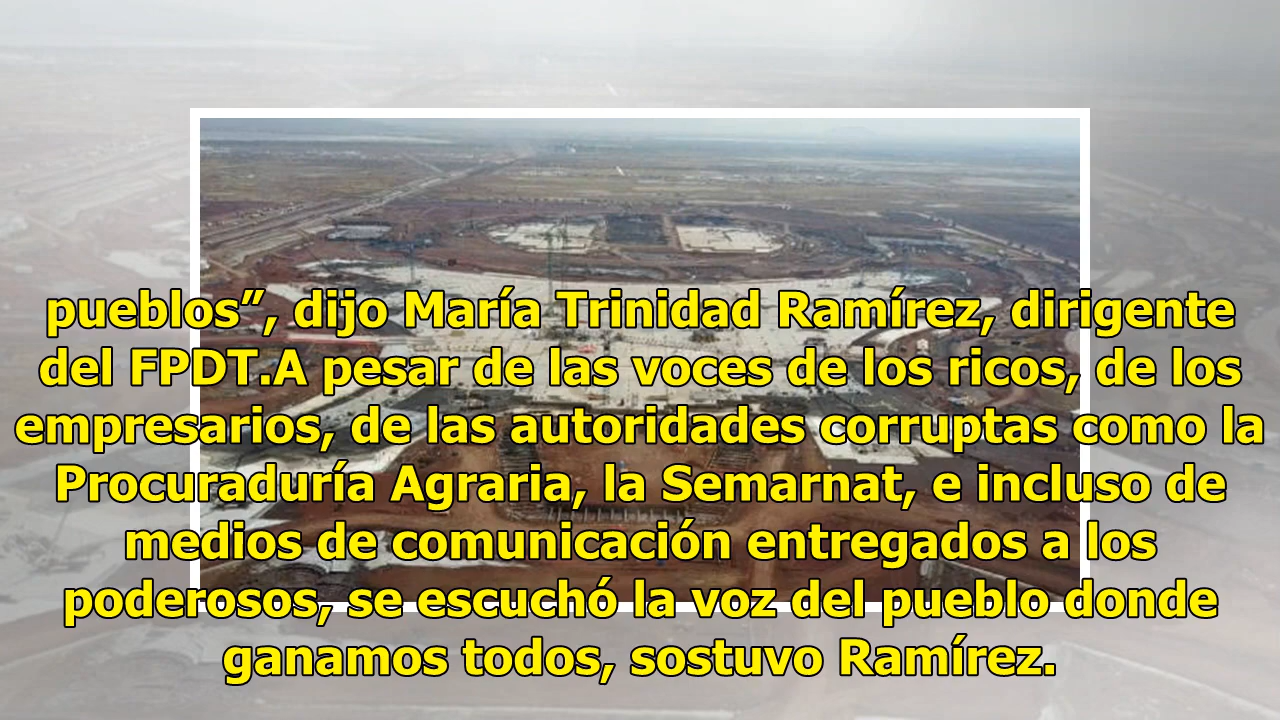 pueblos”, dijo María Trinidad Ramírez, dirigente
del FPDT.A pesar de las voces de los ricos, de los
empresarios, de las autoridades corruptas como la
Procuraduría Agraria, la Semarnat, e incluso de
medios de comunicación entregados a los
poderosos, se escuchó la voz del pueblo donde
ganamos todos, sostuvo Ramírez.